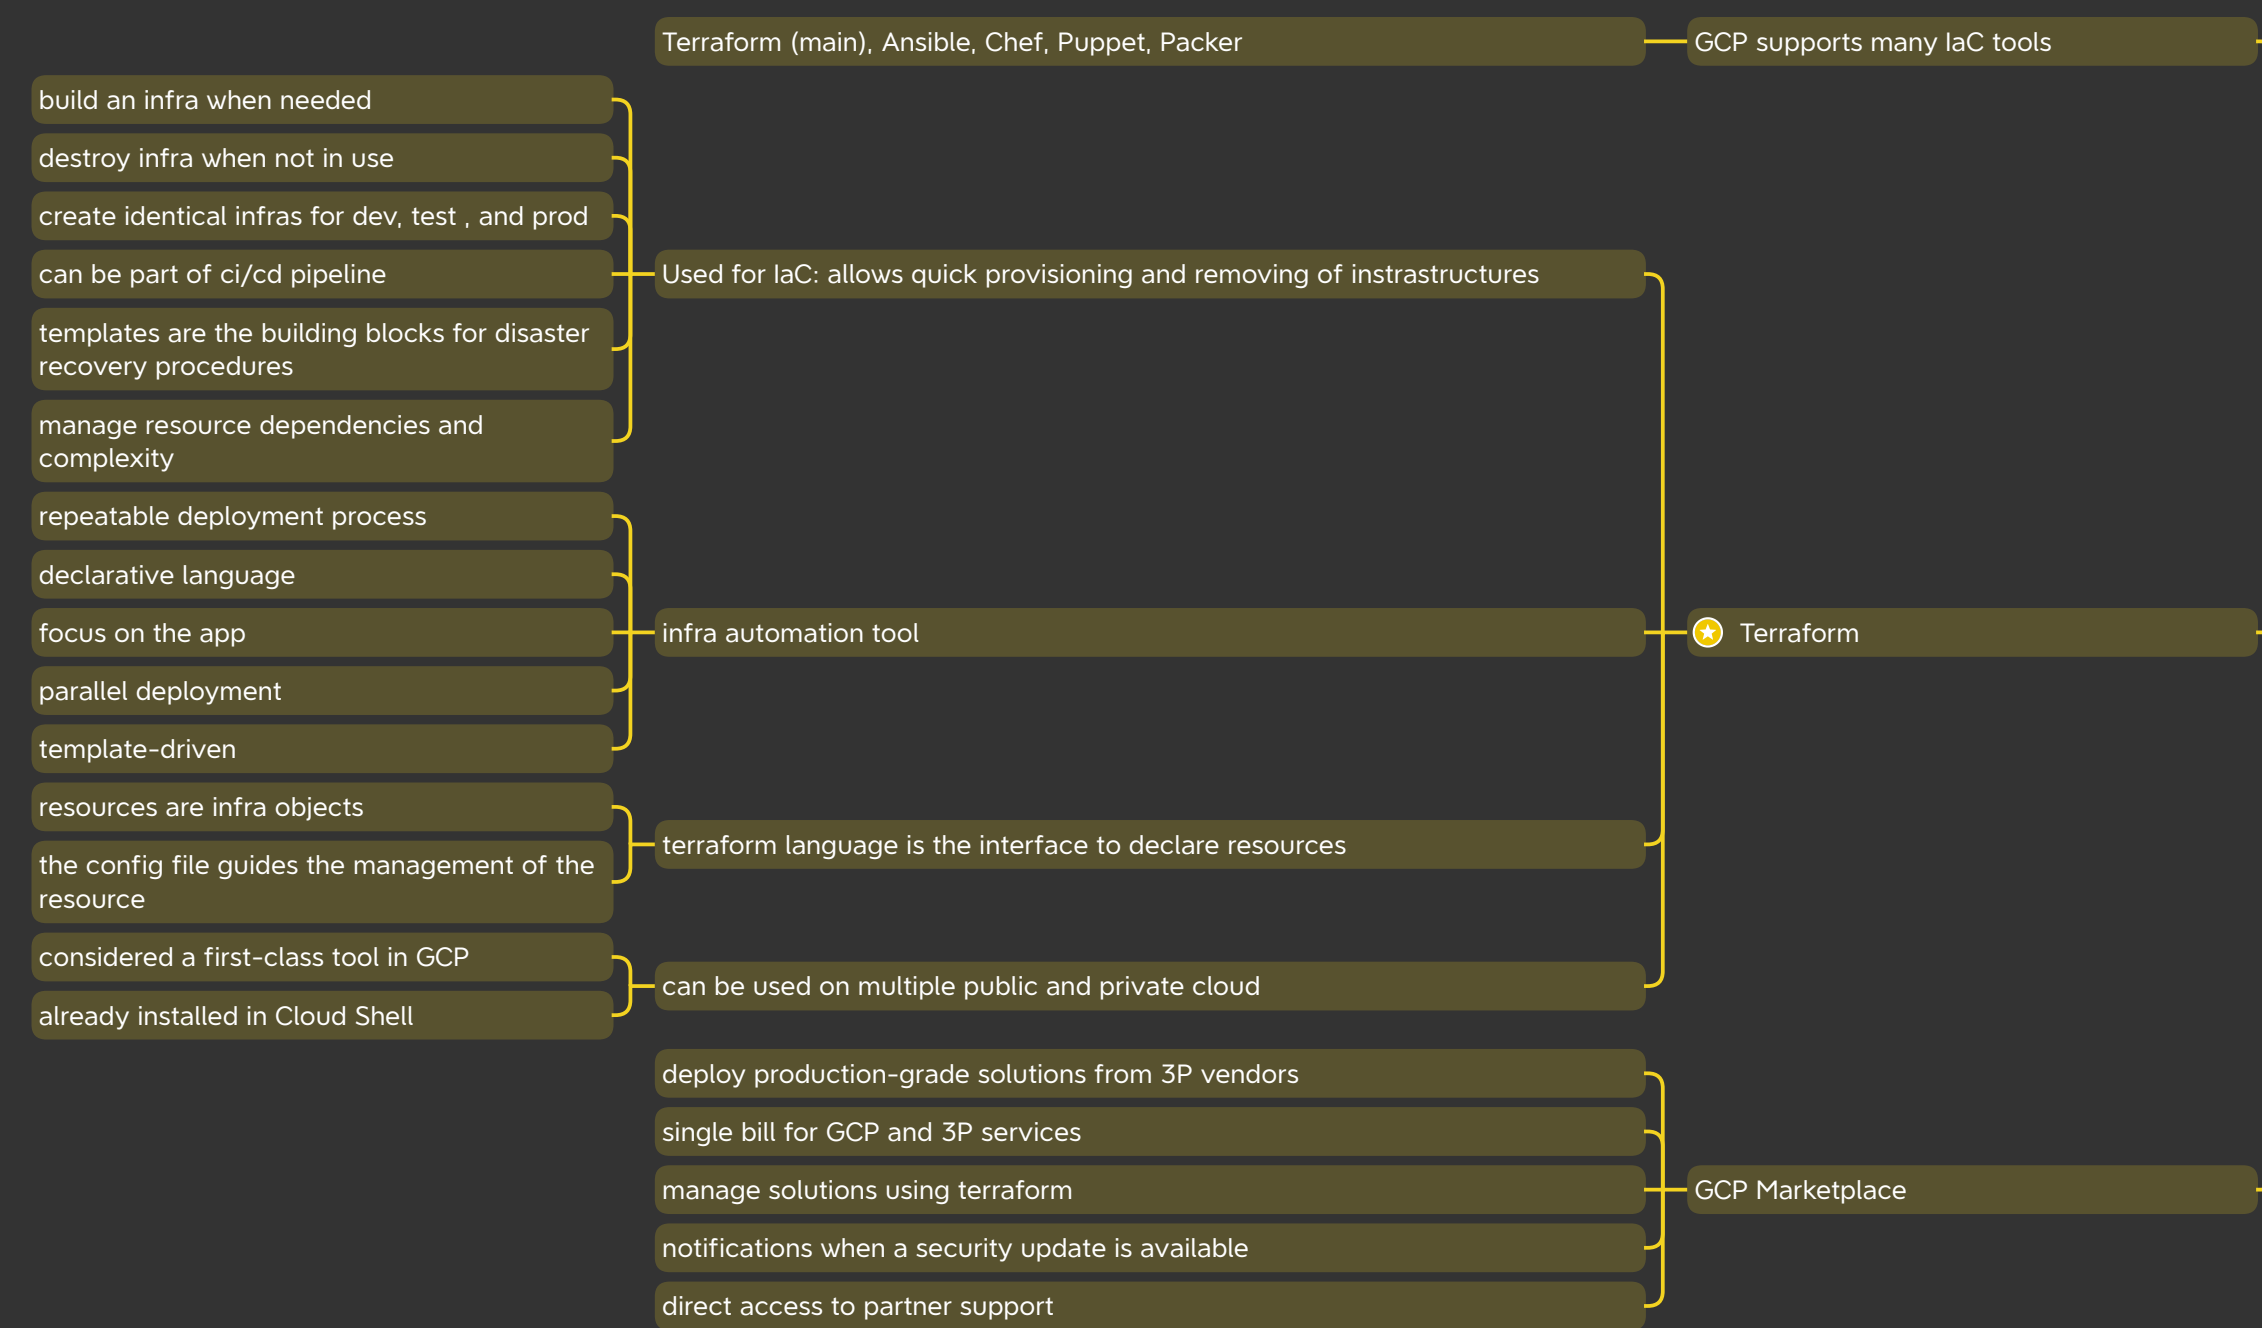 Terraform (main), Ansible, Chef, Puppet, Packer
GCP supports many IaC tools
build an infra when needed
destroy infra when not in use
create identical infras for dev, test , and prod
can be part of ci/cd pipeline
templates are the building blocks for disaster
recovery procedures
manage resource dependencies and
complexity
Used for IaC: allows quick provisioning and removing of instrastructures
repeatable deployment process
declarative language
focus on the app
parallel deployment
template-driven
infra automation tool
Terraform
resources are infra objects
the config file guides the management of the
resource
terraform language is the interface to declare resources
considered a first-class tool in GCP
already installed in Cloud Shell
can be used on multiple public and private cloud
deploy production-grade solutions from 3P vendors
single bill for GCP and 3P services
manage solutions using terraform
notifications when a security update is available
direct access to partner support
GCP Marketplace